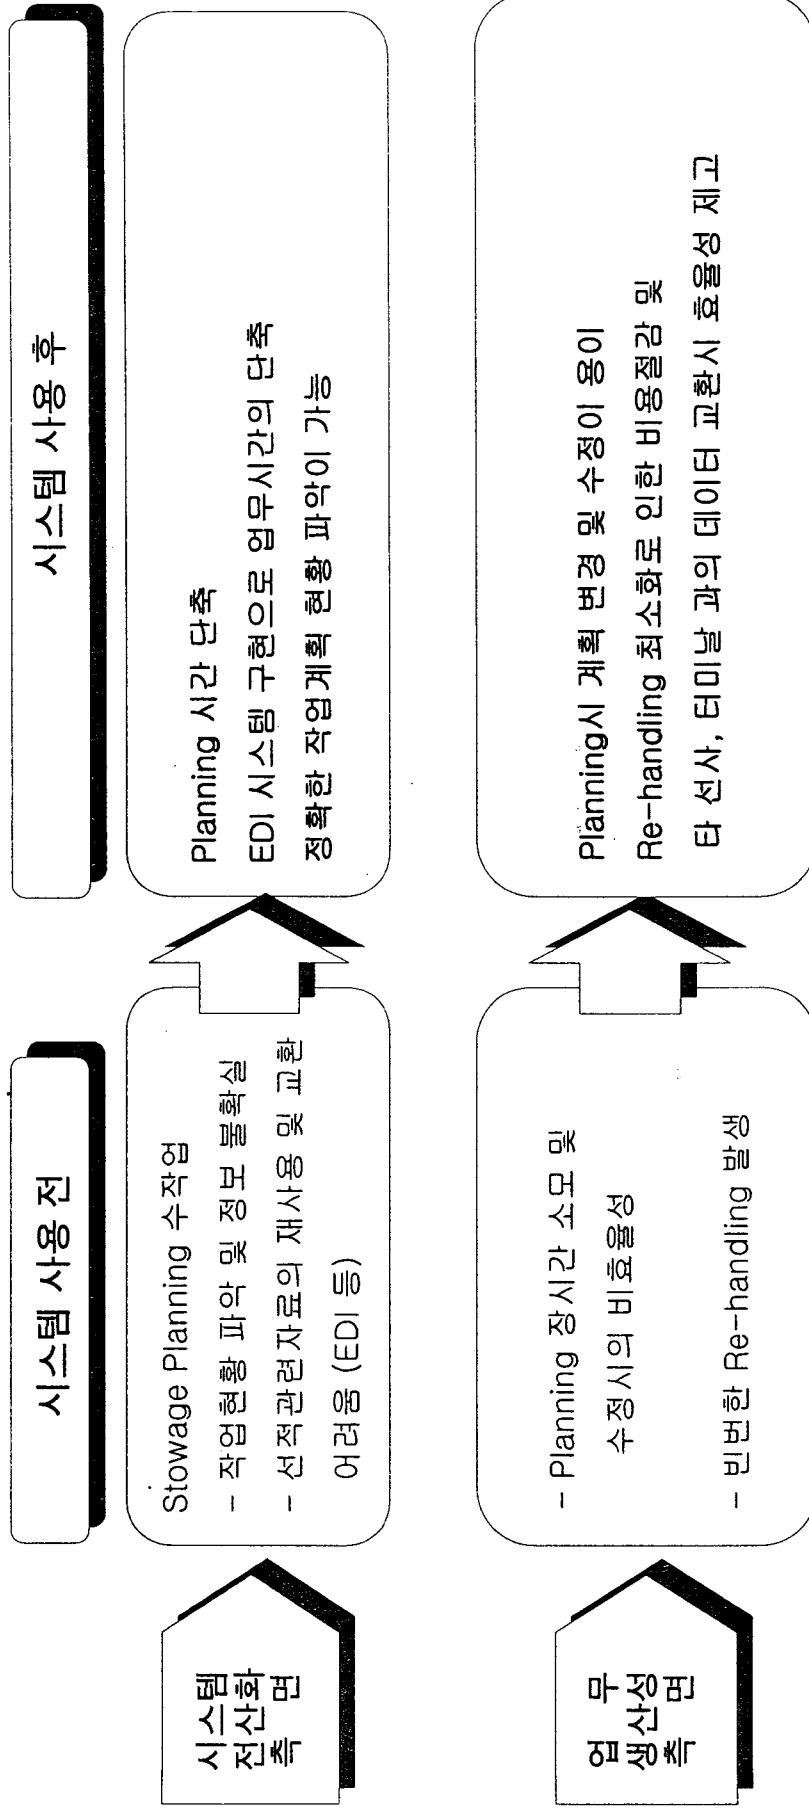 시스템 사용 전
시스템 사용 후
시스템
전산화
측 면
Stowage Planning 수작업
- 작업현황 파악 및 정보 불확실
- 선적관련자료의 재사용 및 교환
어려움 (EDI 등)
Planning 시간 단축
EDI 시스템 구현으로 업무시간의 단축
정확한 작업계획 현황 파악이 가능
업 무
생산성
측 면
- Planning 장시간 소모 및
수정시의 비효율성
- 빈번한 Re-handling 발생
Planning시 계획 변경 및 수정이 용이
Re-handling 최소화로 인한 비용절감 및
타 선사, 터미날 과의 데이터 교환시 효율성 제고